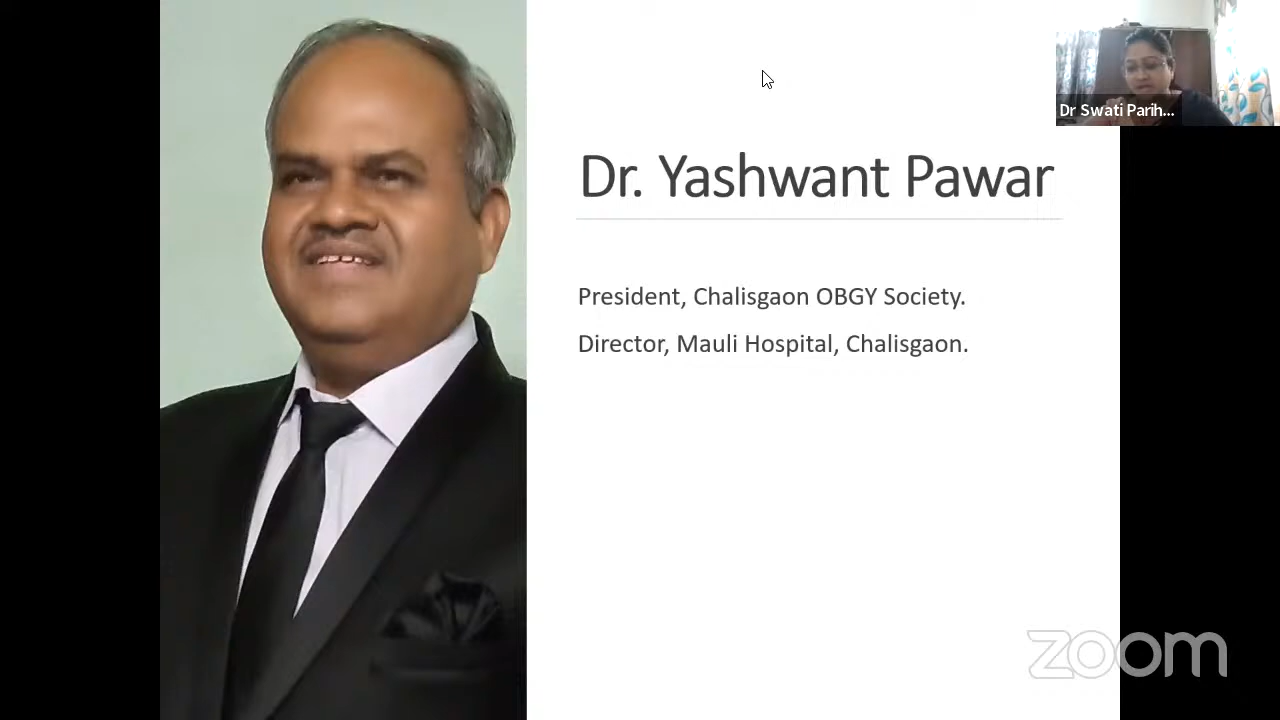 Dr Swati Parih...
Dr. Yashwant Pawar
President, Chalisgaon OBGY Society.
Director, Mauli Hospital, Chalisgaon.
zoom